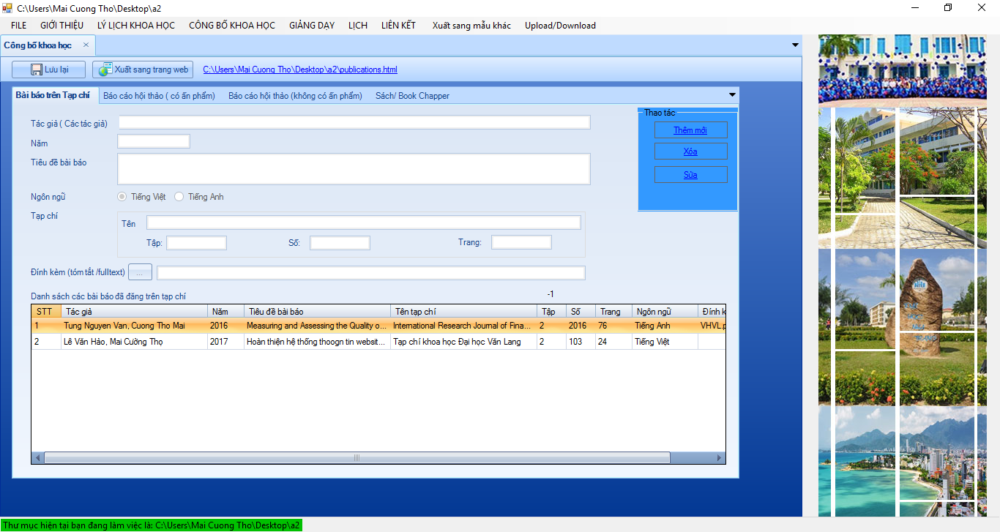 C:\Users\Mai Cuong Tho\Desktop\a2
FILE GIỚI THIỆU LÝ LỊCH KHOA HỌC CÔNG BỐ KHOA HỌC GIẢNG DẠY LỊCH LIÊN KẾT Xuất sang mẫu khác Upload/Download
Công bố khoa học
Lưu lại Xuất sang trang web C:\Users\Mai Cuong Tho\Desktop\a2\publications.html
Bài báo trên Tạp chí Báo cáo hội thảo ( có ấn phẩm) Báo cáo hội thảo (không có ấn phẩm) Sách/ Book Chapper
Thao tác
Tác giả ( Các tác giả)
Thêm mới
Năm
Xóa
Tiêu đề bài báo
Sửa
Ngôn ngữ Tiếng Việt Tiếng Anh
Tạp chí
Tên
Tập: Số: Trang:
Đính kèm (tóm tắt /fulltext) ...
Danh sách các bài báo đã đăng trên tạp chí -1
STT Tác giả Năm Tiêu đề bài báo Tên tạp chí Tập Số Trang Ngôn ngữ Đính k
1 Tung Nguyen Van, Cuong Tho Mai 2016 Measuring and Assessing the Quality o... International Research Journal of Fina... 2 2016 76 Tiếng Anh VHVL.p
2 Lê Văn Hảo, Mai Cường Thọ 2017 Hoàn thiện hệ thống thoogn tin websit... Tạp chí khoa học Đại học Văn Lang 2 103 24 Tiếng Việt
Thư mục hiện tại bạn đang làm việc là: C:\Users\Mai Cuong Tho\Desktop\a2